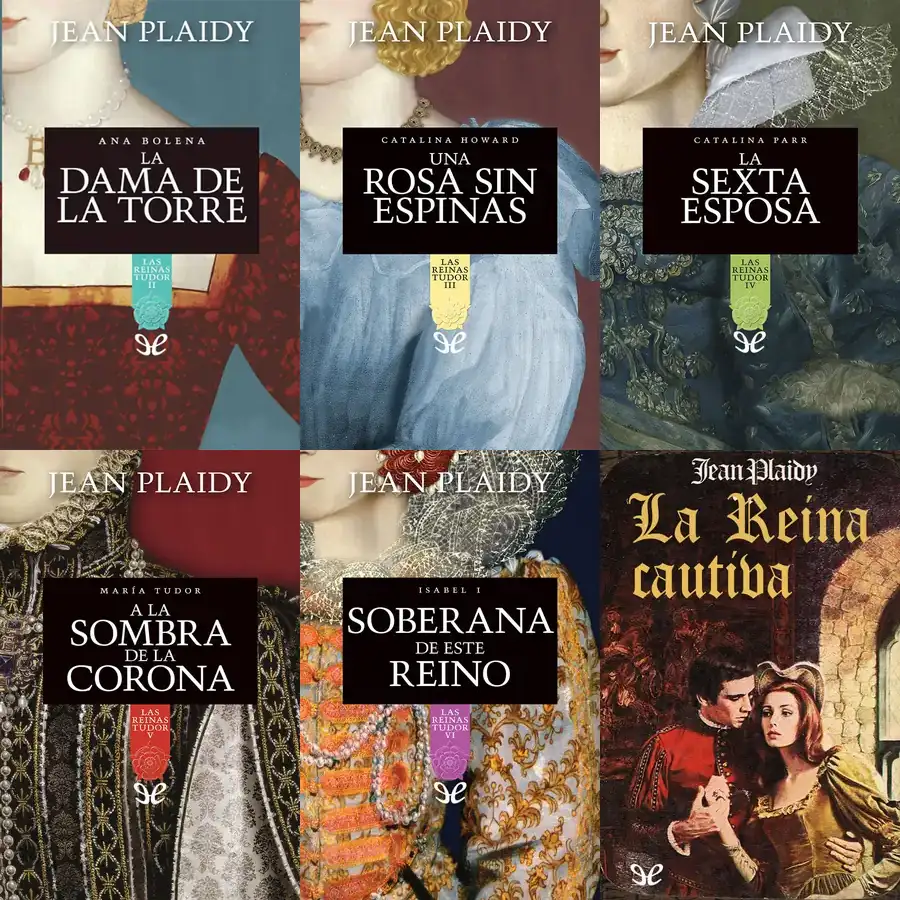 JEAN PLAIDY
ANA BOLENA
LA
DAMA DE
LA TORRE
LAS
REINAS
TUDOR
II
JEAN PLAIDY
CATALINA HOWARD
UNA
ROSA SIN
ESPINAS
LAS
REINAS
TUDOR
III
JEAN PLAIDY
CATALINA PARR
LA
SEXTA
ESPOSA
LAS
REINAS
TUDOR
IV
JEAN PLAIDY
MARÍA TUDOR
A LA
SOMBRA
DE LA
CORONA
LAS
REINAS
TUDOR
V
JEAN PLAIDY
ISABEL I
SOBERANA
DE ESTE
REINO
LAS
REINAS
TUDOR
VI
Jean Plaidy
La Reina
cautiva